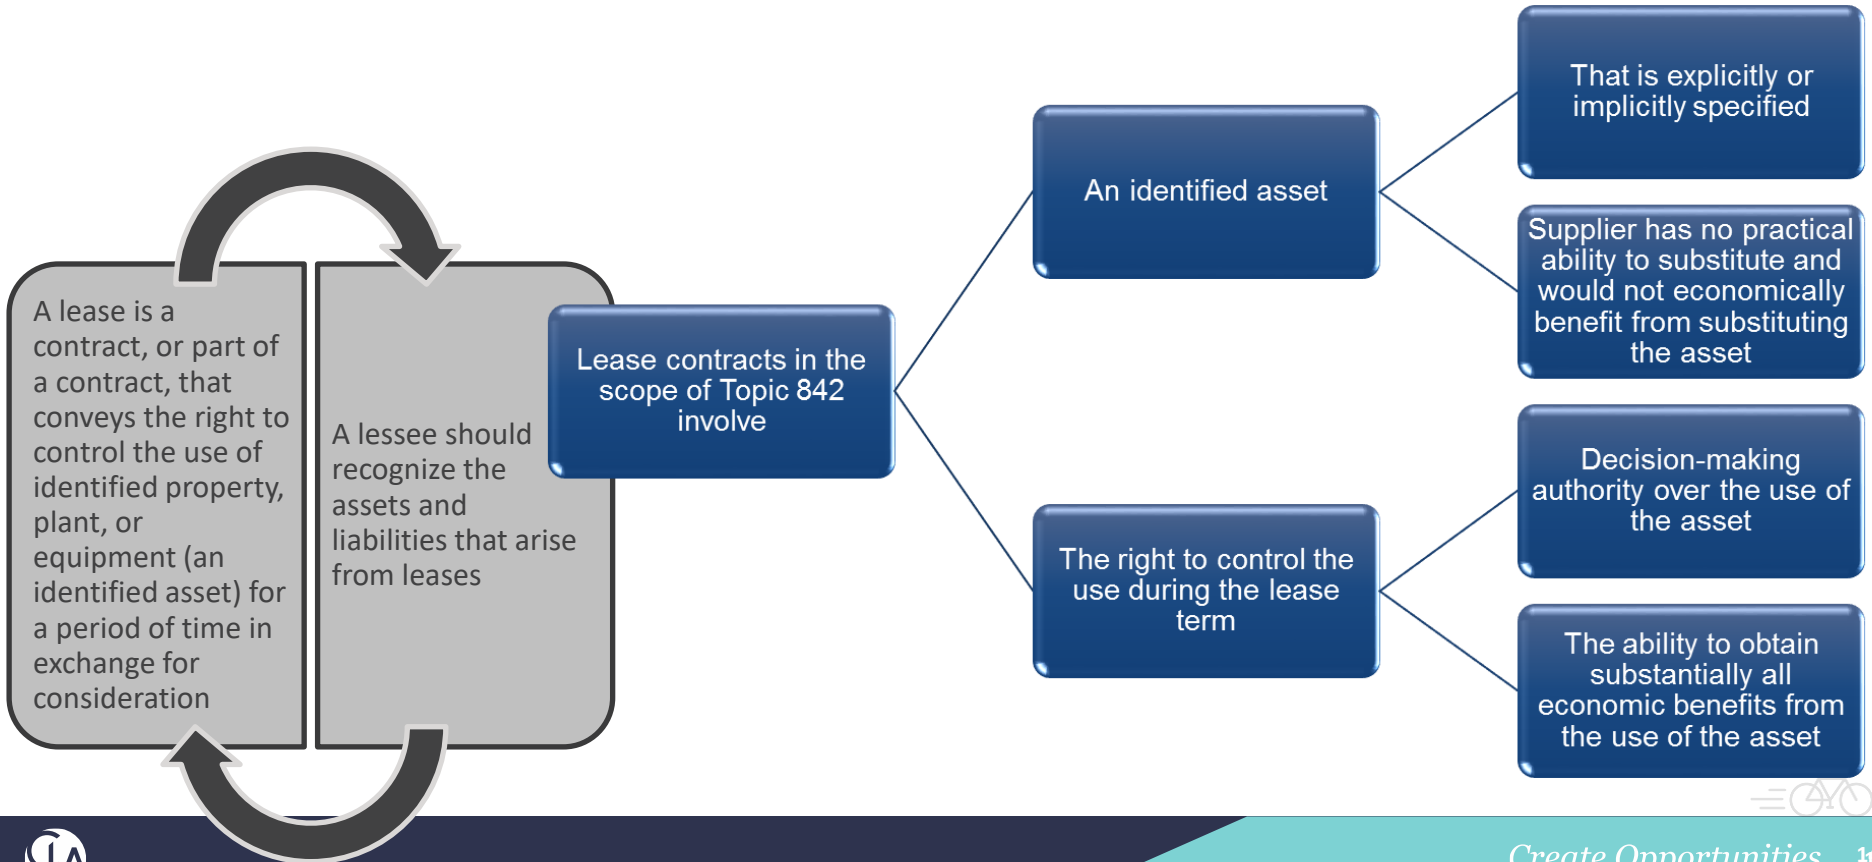 A lease is a
contract, or part of
a contract, that
conveys the right to
control the use of
identified property,
plant, or
equipment (an
identified asset) for
a period of time in
exchange for
consideration
A lessee should
recognize the
assets and
liabilities that arise
from leases
Lease contracts in the
scope of Topic 842
involve
An identified asset
The right to control the
use during the lease
term
That is explicitly or
implicitly specified
Supplier has no practical
ability to substitute and
would not economically
benefit from substituting
the asset
Decision-making
authority over the use of
the asset
The ability to obtain
substantially all
economic benefits from
the use of the asset
Create Opportunities